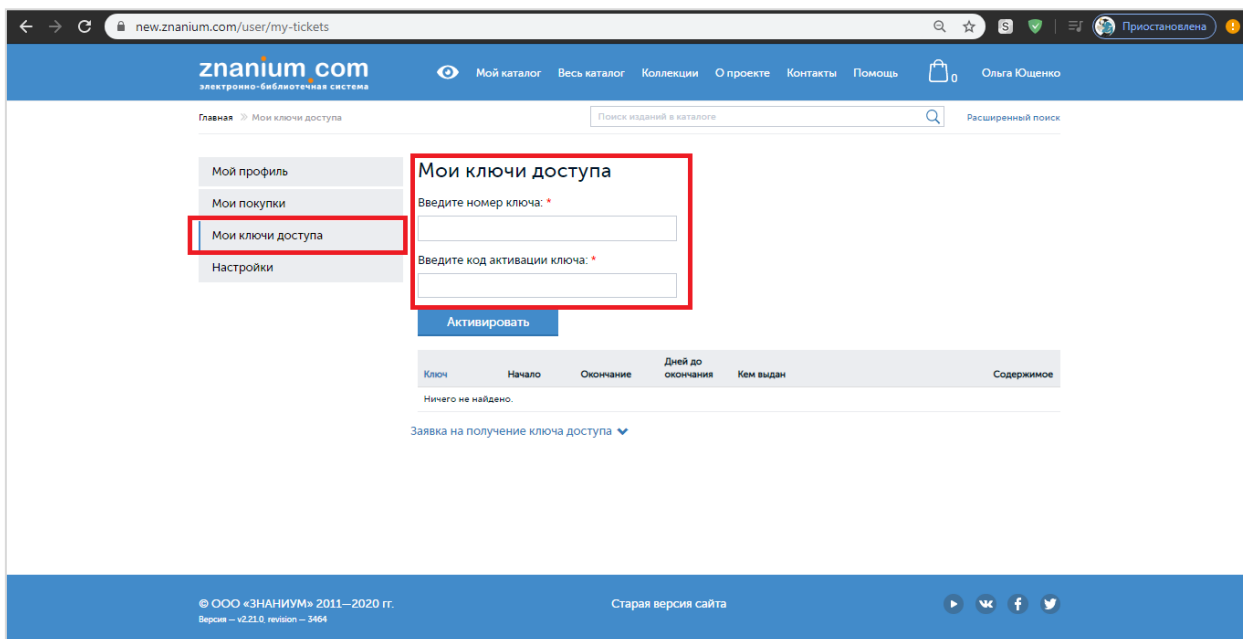 new.znanium.com/user/my-tickets
S
Приостановлена
znanium.com
электронно-библиотечная система
Мой каталог Весь каталог Коллекции О проекте Контакты Помощь 0 Ольга Ющенко
Главная » Мои ключи доступа
Поиск изданий в каталоге
Расширенный поиск
Мой профиль
Мои покупки
Мои ключи доступа
Настройки
Мои ключи доступа
Введите номер ключа: *
Введите код активации ключа: *
Активировать
Ключ Начало Окончание Дней до окончания Кем выдан Содержимое
Ничего не найдено.
Заявка на получение ключа доступа
© ООО «ЗНАНИУМ» 2011—2020 гг.
Версия — v2.21.0, revision — 3464
Старая версия сайта